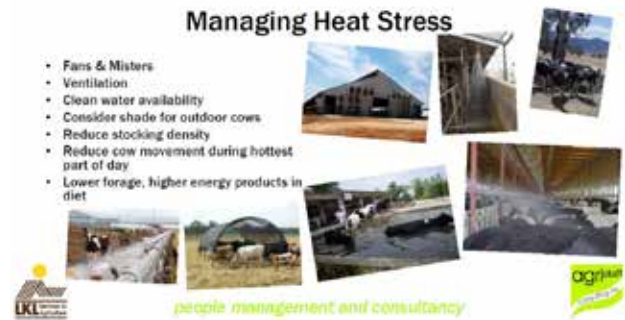 Managing Heat Stress
• Fans & Misters
• Ventilation
• Clean water availability
• Consider shade for outdoor cows
• Reduce stocking density
• Reduce cow movement during hottest
part of day
• Lower forage, higher energy products in
diet
LKL
people management and consultancy